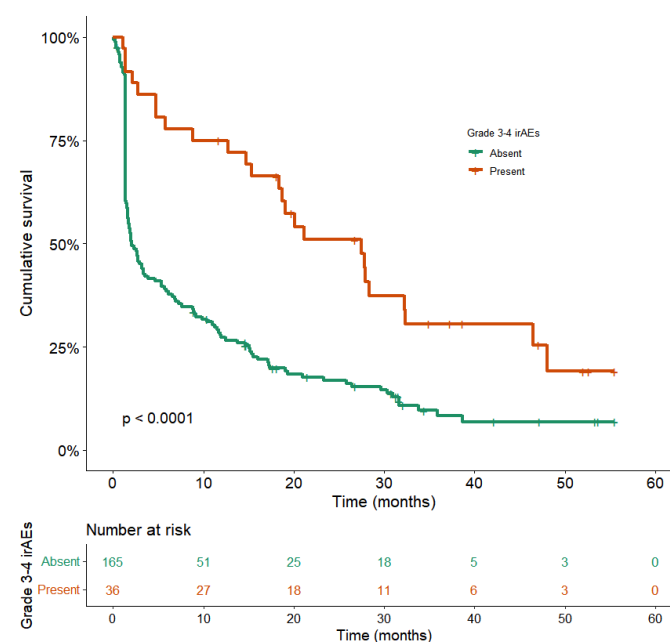 100%
75%
50%
25%
0%
Cumulative survival
Grade 3-4 irAEs
Absent
Present
p < 0.0001
0 10 20 30 40 50 60
Time (months)
Number at risk
Grade 3-4 irAEs
Absent 165 51 25 18 5 3 0
Present 36 27 18 11 6 3 0
0 10 20 30 40 50 60
Time (months)